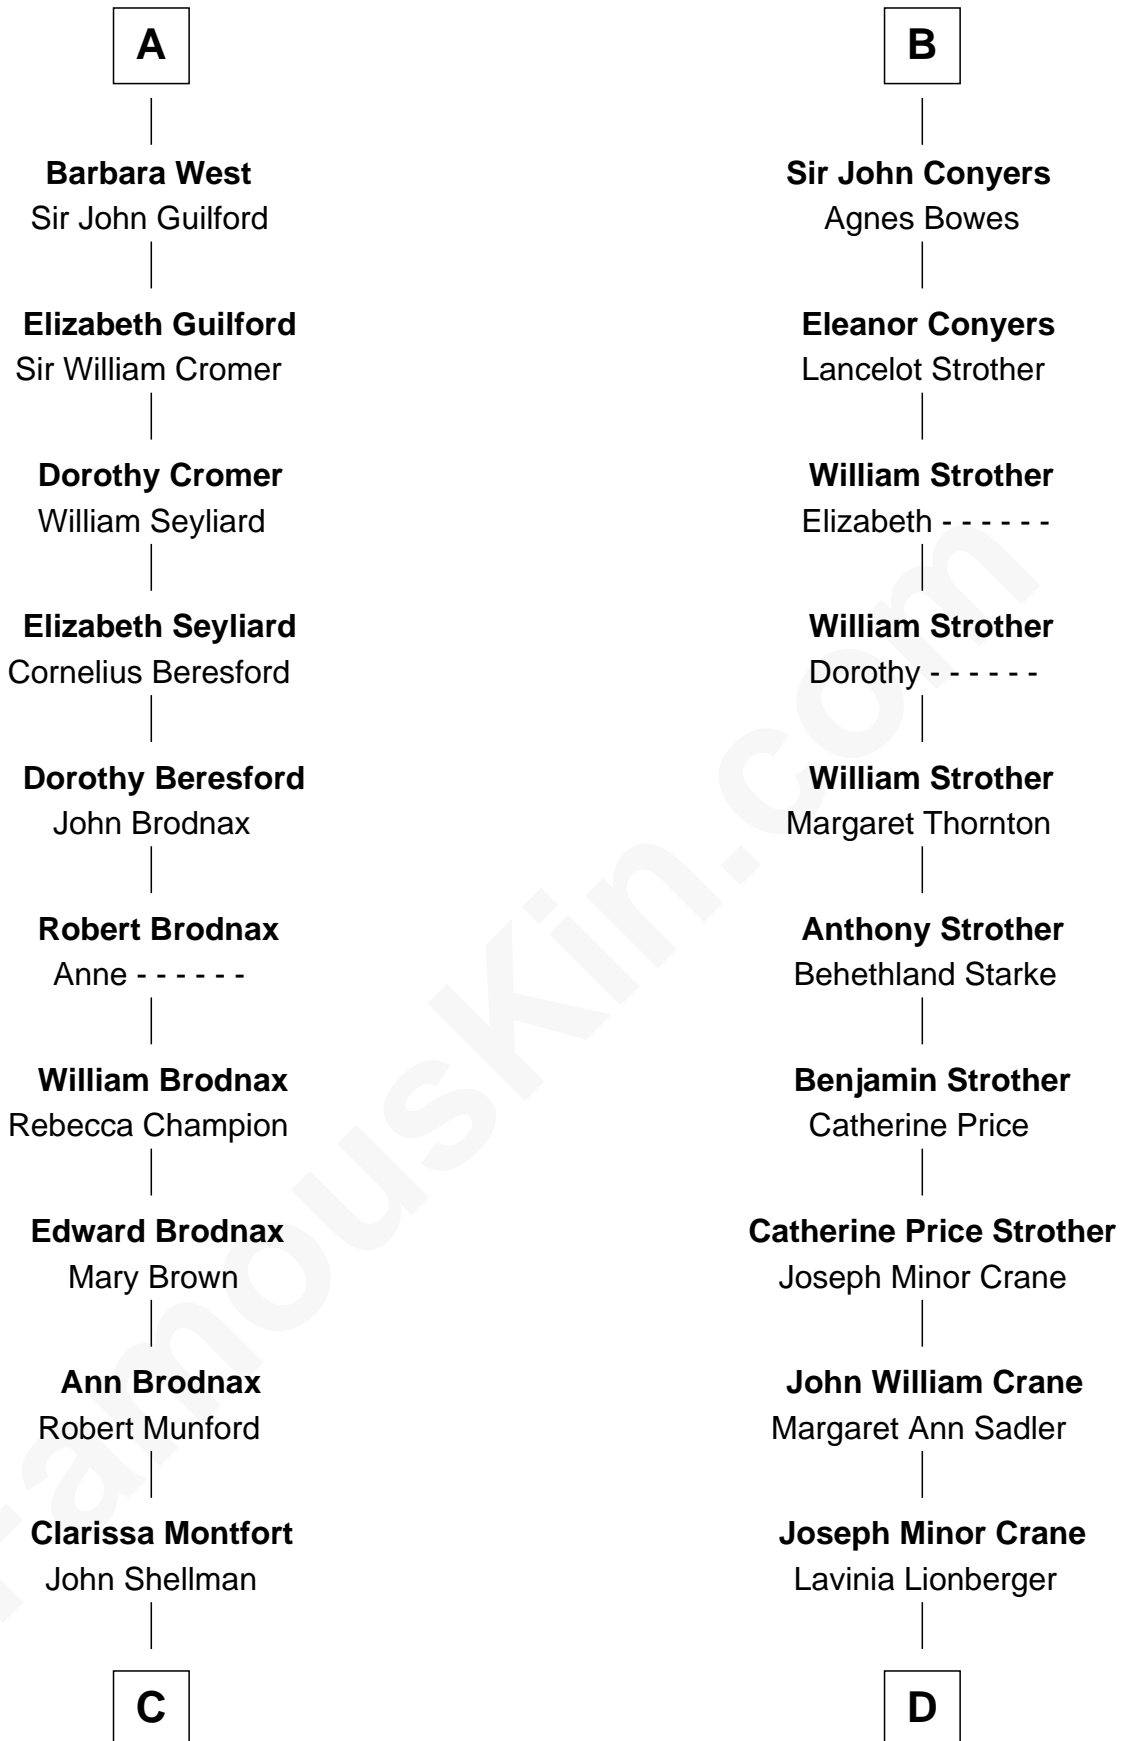 A
Barbara West
Sir John Guilford
Elizabeth Guilford
Sir William Cromer
Dorothy Cromer
William Seyliard
Elizabeth Seyliard
Cornelius Beresford
Dorothy Beresford
John Brodnax
Robert Brodnax
Anne - - - - - -
William Brodnax
Rebecca Champion
Edward Brodnax
Mary Brown
Ann Brodnax
Robert Munford
Clarissa Montfort
John Shellman
C
B
Sir John Conyers
Agnes Bowes
Eleanor Conyers
Lancelot Strother
William Strother
Elizabeth - - - - - -
William Strother
Dorothy - - - - - -
William Strother
Margaret Thornton
Anthony Strother
Behethland Starke
Benjamin Strother
Catherine Price
Catherine Price Strother
Joseph Minor Crane
John William Crane
Margaret Ann Sadler
Joseph Minor Crane
Lavinia Lionberger
D
FamousKin.com